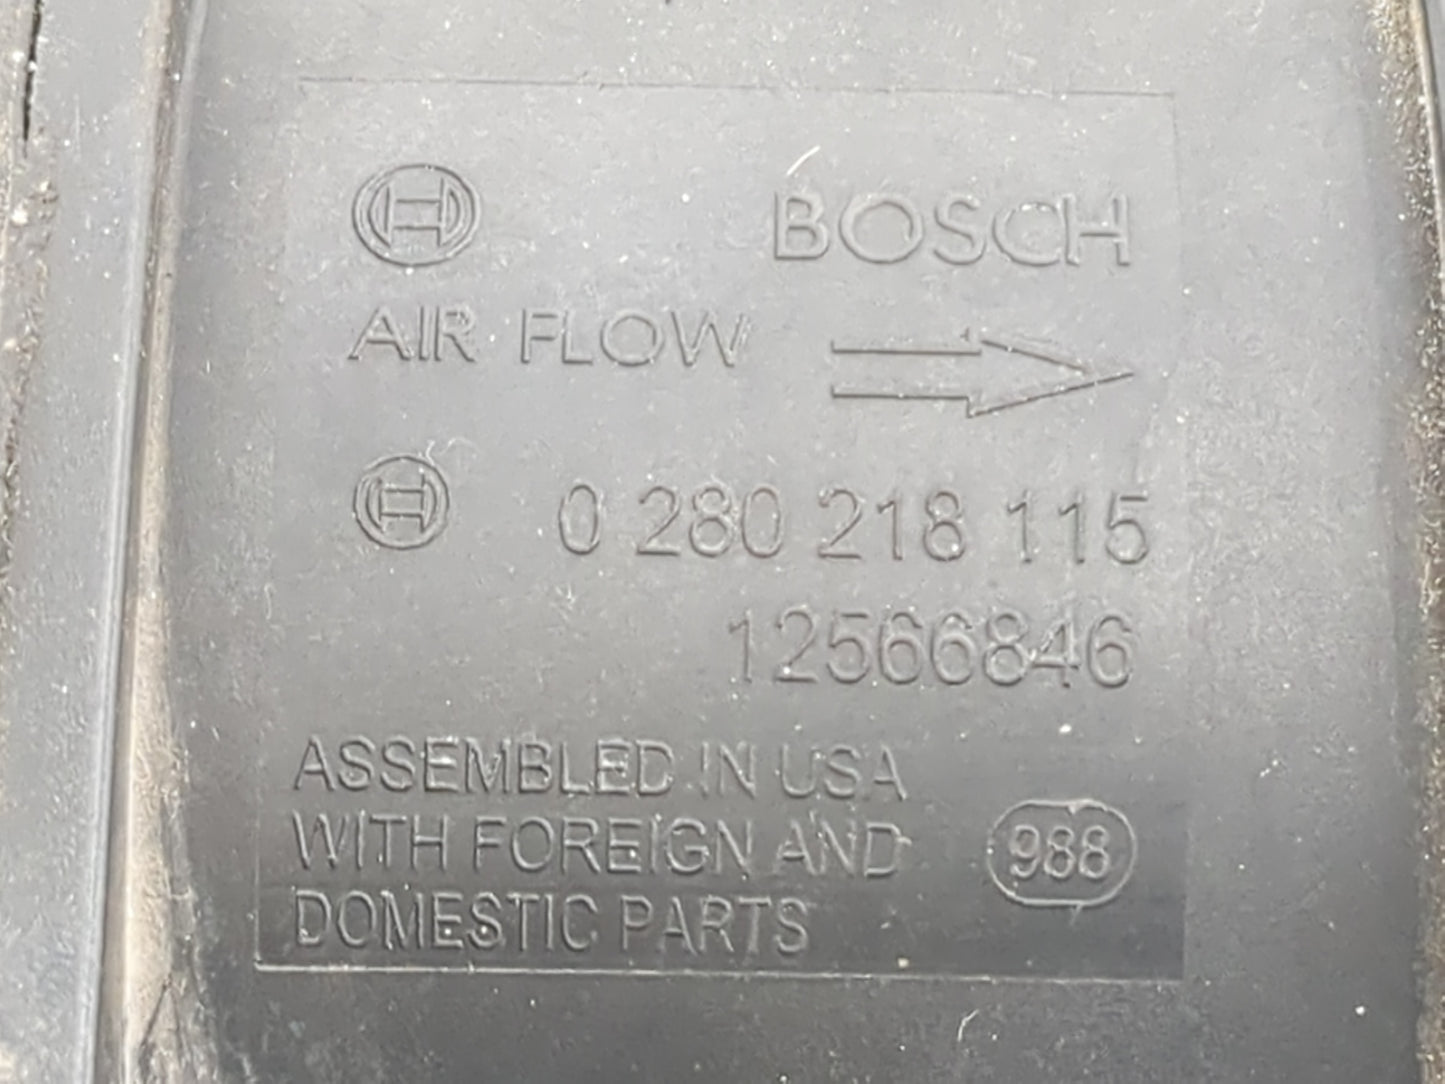 BOSCH
AIR FLOW
0 280 218 115
12566846
ASSEMBLED IN USA
WITH FOREIGN AND
DOMESTIC PARTS
988